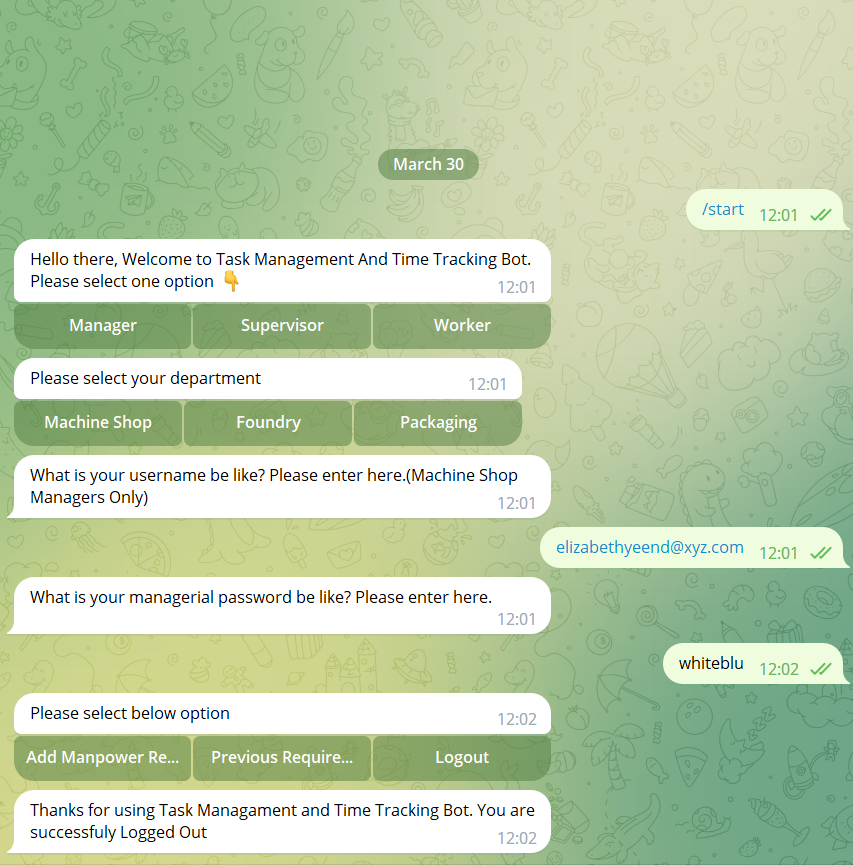 March 30
/start 12:01
Hello there, Welcome to Task Management And Time Tracking Bot.
Please select one option 👇 12:01
Manager Supervisor Worker
Please select your department 12:01
Machine Shop Foundry Packaging
What is your username be like? Please enter here.(Machine Shop
Managers Only) 12:01
elizabethyeend@xyz.com 12:01
What is your managerial password be like? Please enter here.
12:01
whiteblu 12:02
Please select below option 12:02
Add Manpower Re... Previous Require... Logout
Thanks for using Task Managament and Time Tracking Bot. You are
successfuly Logged Out 12:02